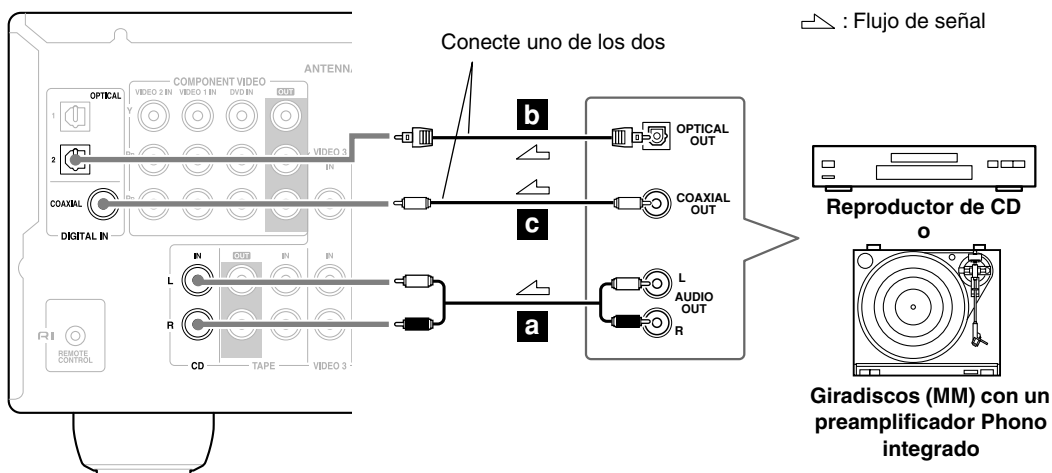 : Flujo de señal
Conecte uno de los dos
ANTENNA
COMPONENT VIDEO
VIDEO 2 IN VIDEO 1 IN DVD IN OUT
OPTICAL
1
Y
2
VIDEO 3
IN
COAXIAL
DIGITAL IN
b
OPTICAL
OUT
COAXIAL
OUT
c
Reproductor de CD
o
IN OUT IN IN
L
R
L
AUDIO
OUT
R
a
RI
REMOTE
CONTROL
CD TAPE VIDEO 3
Giradiscos (MM) con un
preamplificador Phono
integrado